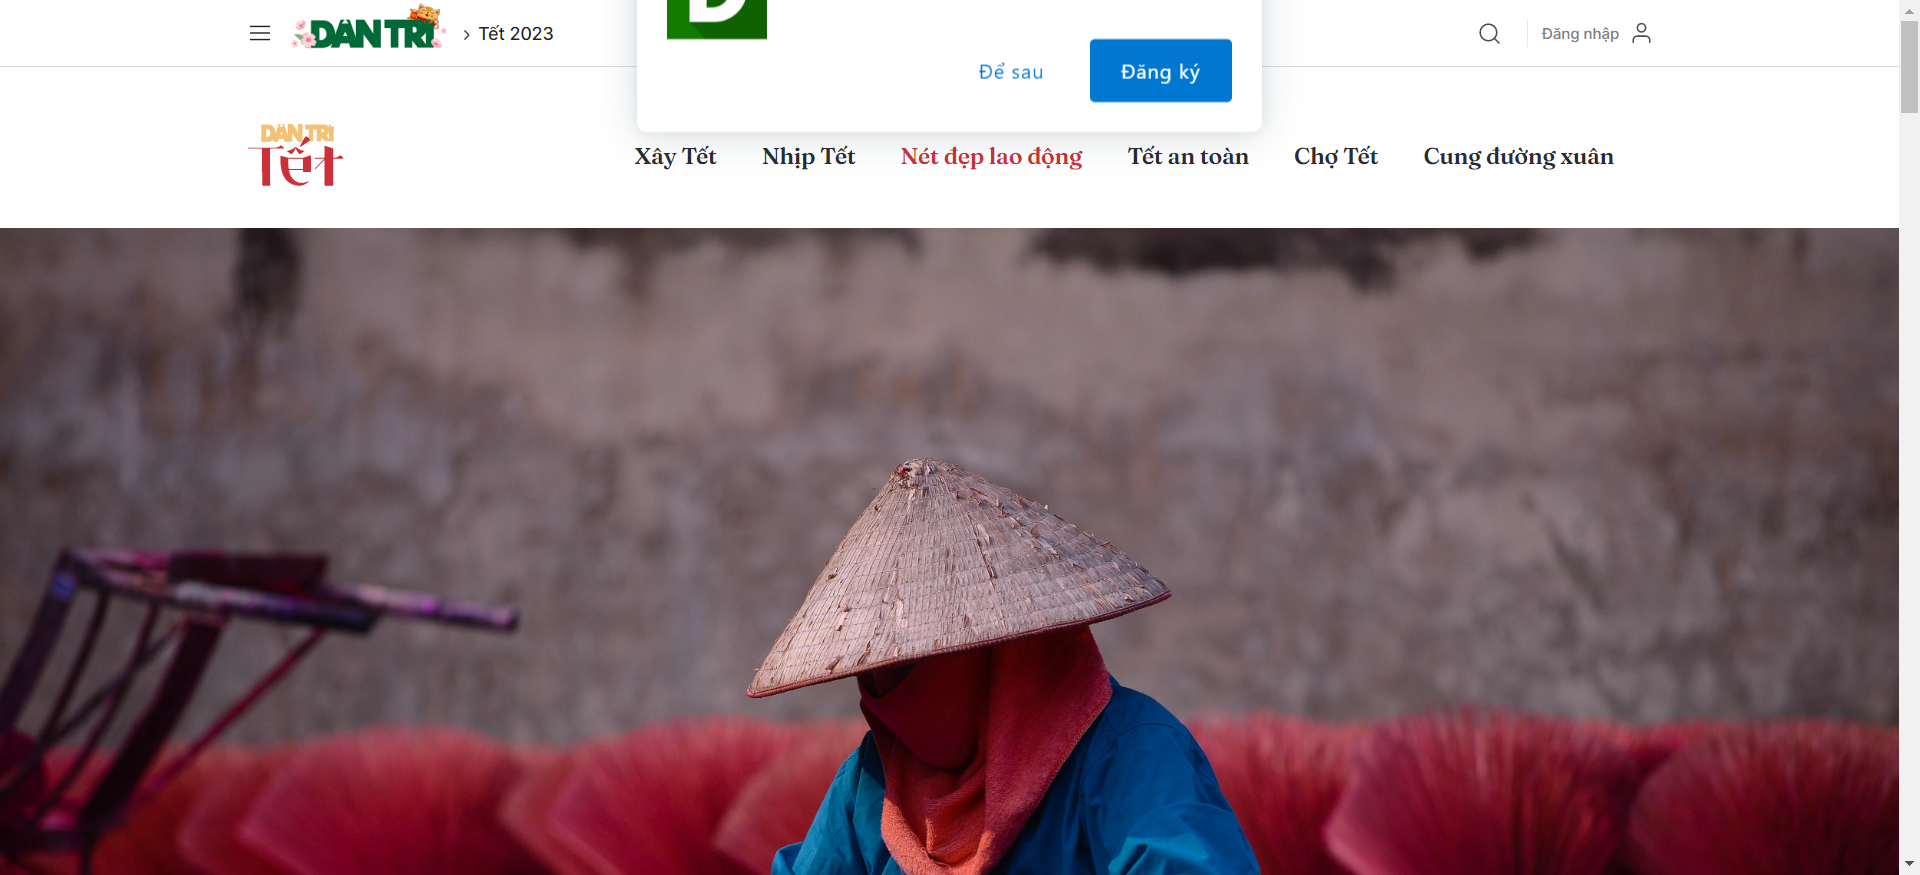 DÂN TRÍ
Tết 2023
Đăng nhập
Để sau
Đăng ký
DÂN TRÍ
Tết
Xây Tết
Nhịp Tết
Nét đẹp lao động
Tết an toàn
Chợ Tết
Cung đường xuân